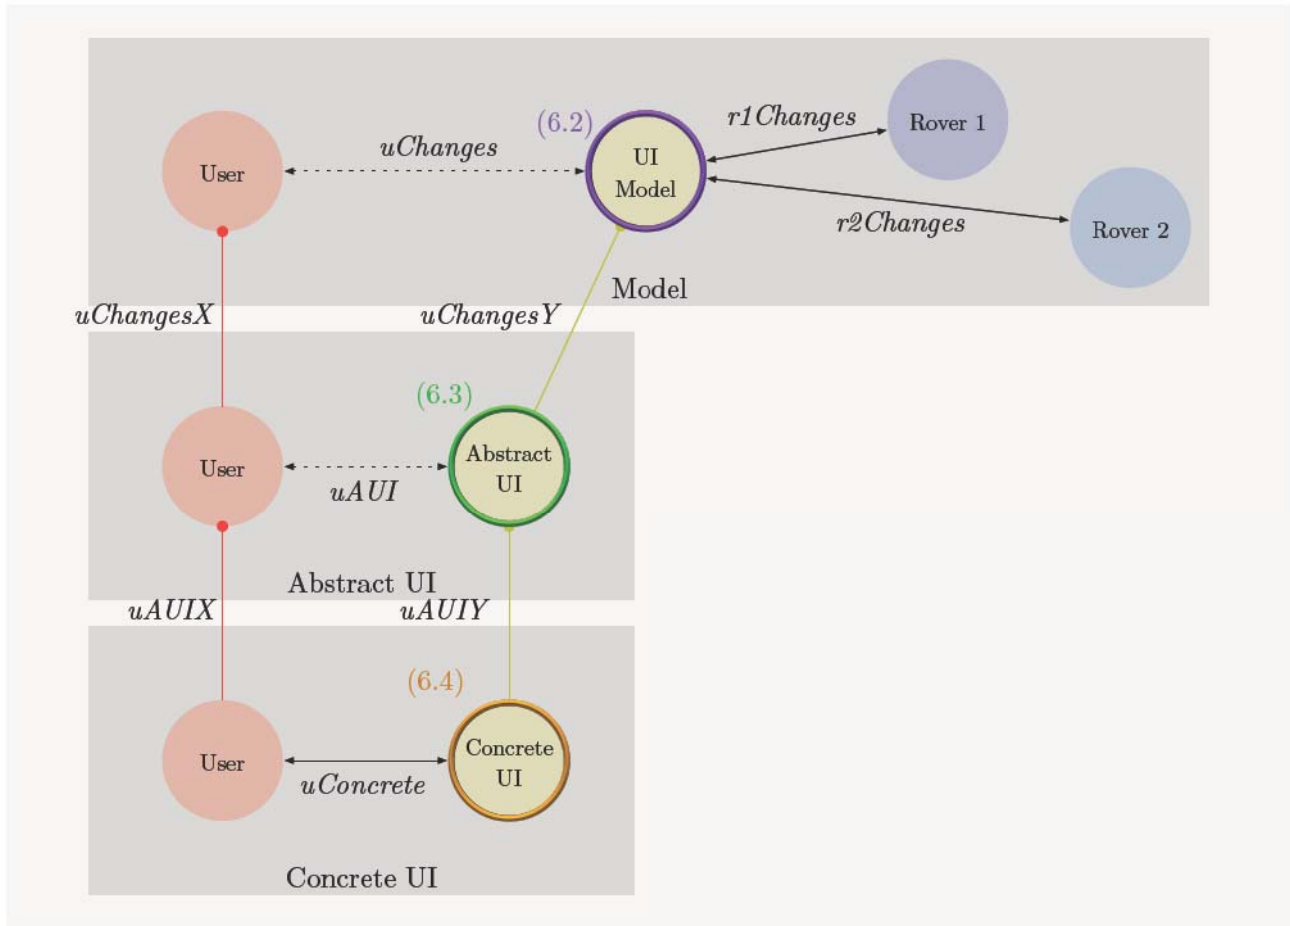 (6.2)
r1Changes
Rover 1
uChanges
UI
Model
User
r2Changes
Rover 2
Model
uChangesX
uChangesY
(6.3)
User
uAUI
Abstract
UI
Abstract UI
uAUIX
uAUIY
(6.4)
User
uConcrete
Concrete
UI
Concrete UI